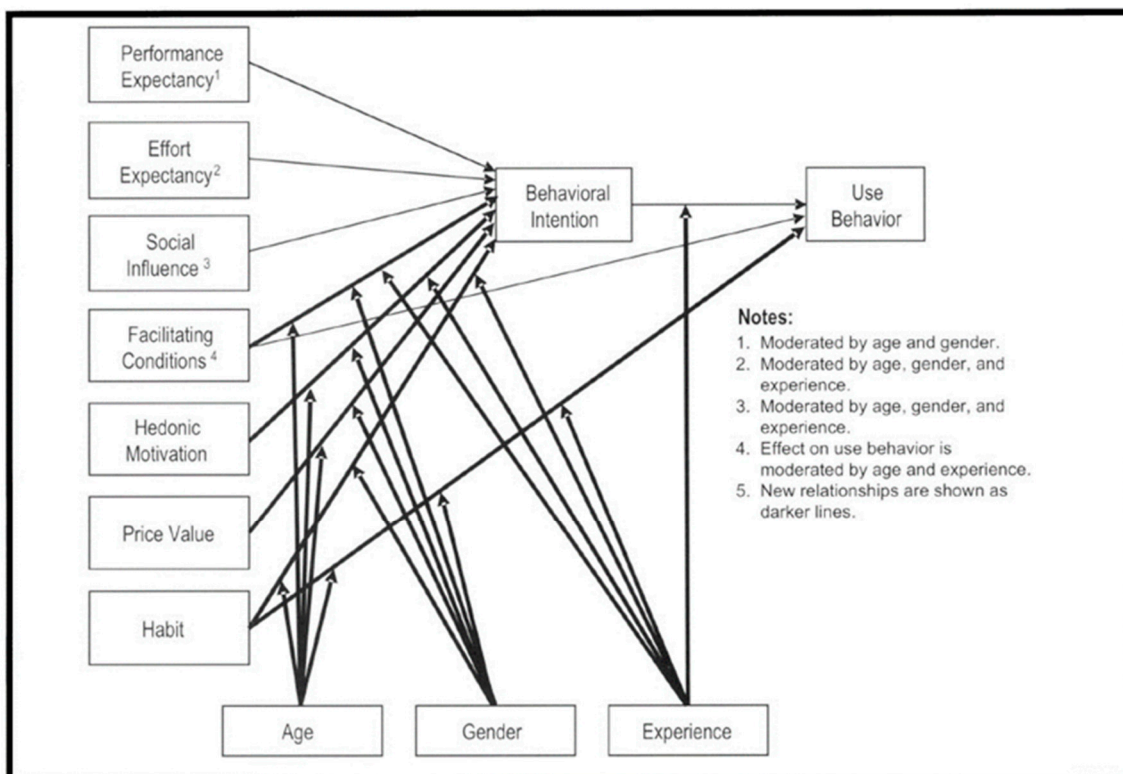 Performance
Expectancy1
Effort
Expectancy2
Social
Influence 3
Facilitating
Conditions 4
Hedonic
Motivation
Price Value
Habit
Behavioral
Intention
Use
Behavior
Notes:
1. Moderated by age and gender.
2. Moderated by age, gender, and
experience.
3. Moderated by age, gender, and
experience.
4. Effect on use behavior is
moderated by age and experience.
5. New relationships are shown as
darker lines.
Age
Gender
Experience